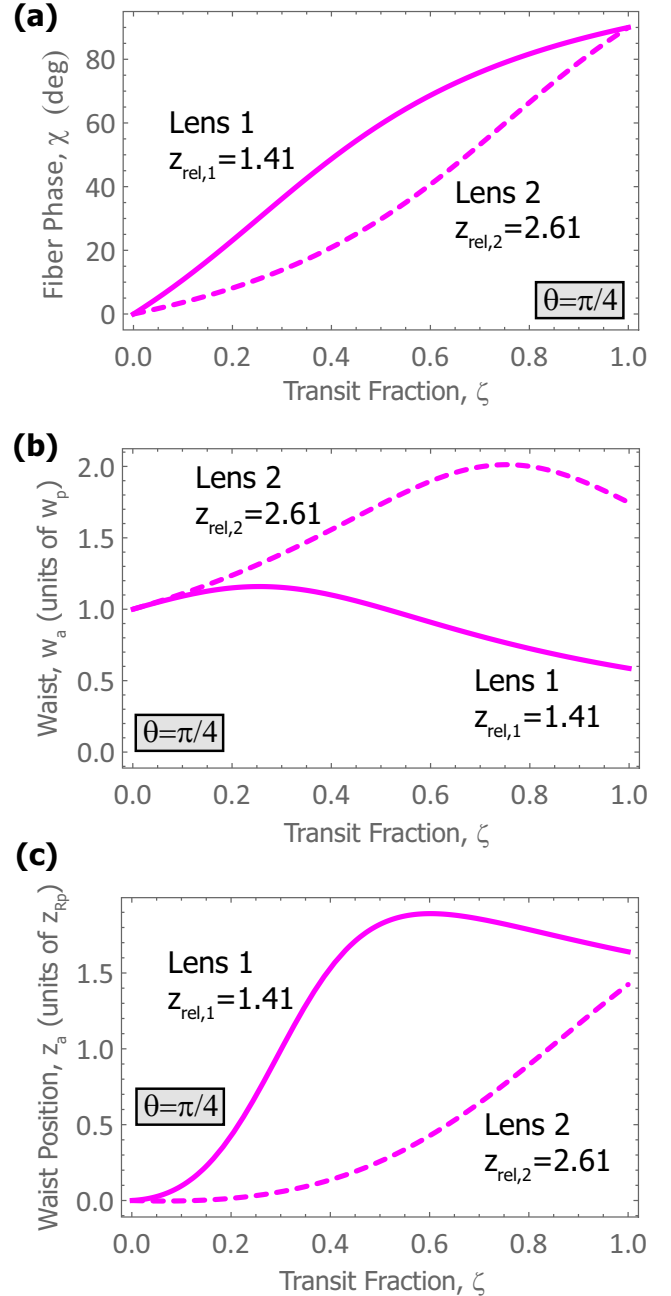 (a)
Fiber Phase, χ (deg)
80
60
40
20
0
Lens 1
z_rel,1=1.41
Lens 2
z_rel,2=2.61
θ=π/4
0.0 0.2 0.4 0.6 0.8 1.0
Transit Fraction, ζ
(b)
Waist, w_a (units of w_p)
2.0
1.5
1.0
0.5
0.0
Lens 2
z_rel,2=2.61
Lens 1
z_rel,1=1.41
θ=π/4
0.0 0.2 0.4 0.6 0.8 1.0
Transit Fraction, ζ
(c)
Waist Position, z_a (units of z_Rp)
1.5
1.0
0.5
0.0
Lens 1
z_rel,1=1.41
θ=π/4
Lens 2
z_rel,2=2.61
0.0 0.2 0.4 0.6 0.8 1.0
Transit Fraction, ζ